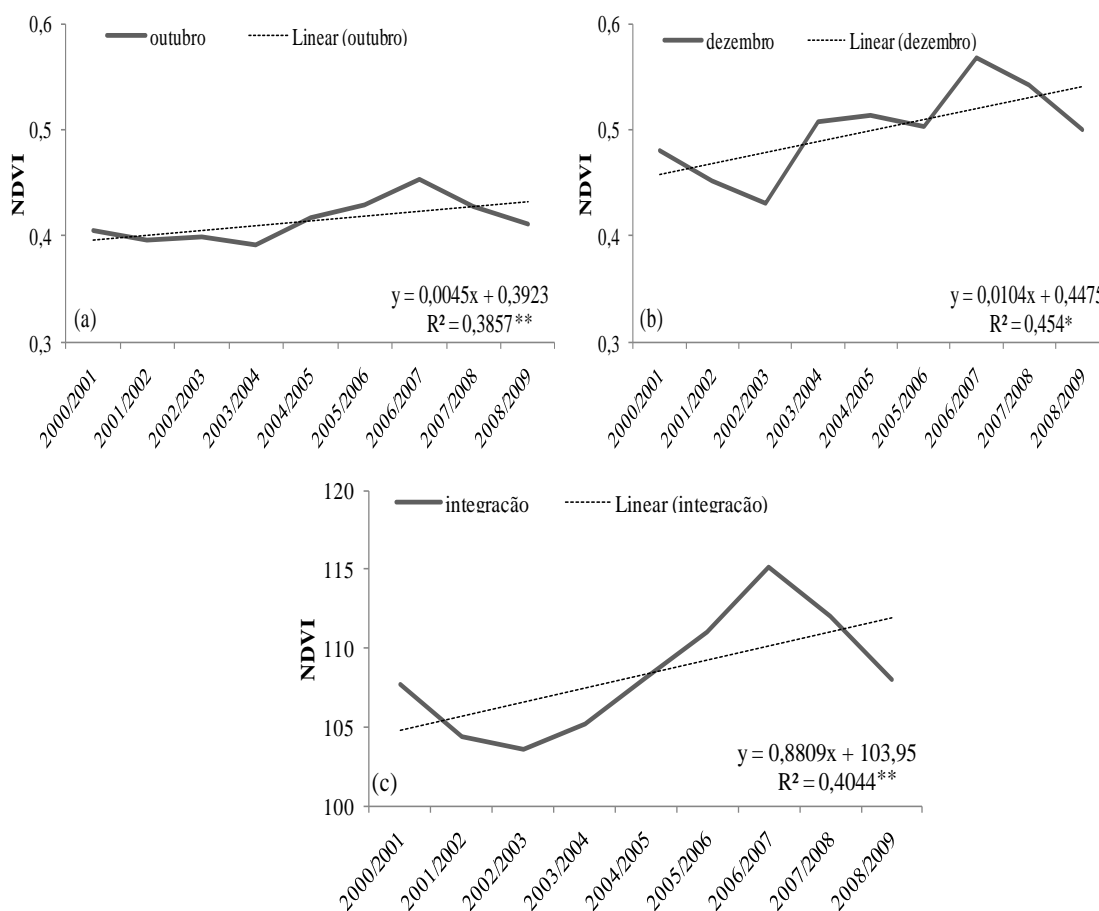 outubro
Linear (outubro)
NDVI
0,6
0,5
0,4
0,3
(a)
y = 0,0045x + 0,3923
R² = 0,3857**
2000/2001
2001/2002
2002/2003
2003/2004
2004/2005
2005/2006
2006/2007
2007/2008
2008/2009
dezembro
Linear (dezembro)
NDVI
0,6
0,5
0,4
0,3
(b)
y = 0,0104x + 0,4475
R² = 0,454*
2000/2001
2001/2002
2002/2003
2003/2004
2004/2005
2005/2006
2006/2007
2007/2008
2008/2009
integração
Linear (integração)
NDVI
120
115
110
105
100
(c)
y = 0,8809x + 103,95
R² = 0,4044**
2000/2001
2001/2002
2002/2003
2003/2004
2004/2005
2005/2006
2006/2007
2007/2008
2008/2009